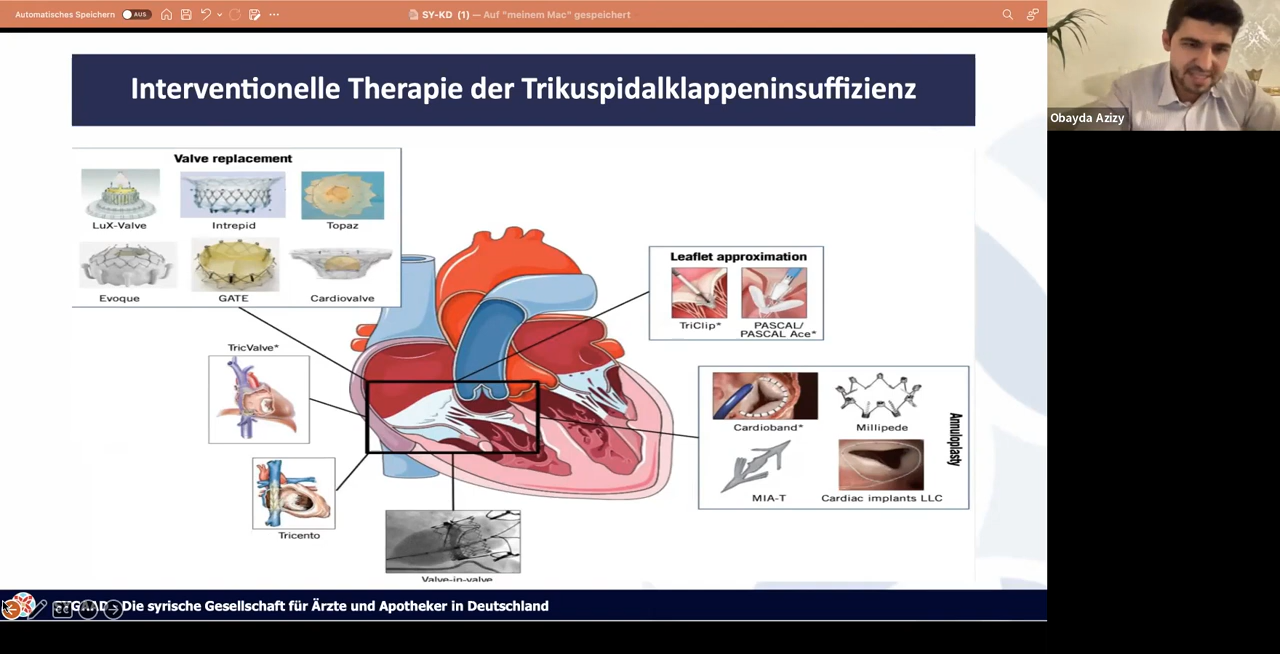 Automatisches Speichern AUS
SY-KD (1) — Auf "meinem Mac" gespeichert
Obayda Azizy
Interventionelle Therapie der Trikuspidalklappeninsuffizienz
Valve replacement
LuX-Valve
Intrepid
Topaz
Evoque
GATE
Cardiovalve
Leaflet approximation
TriClip*
PASCAL/
PASCAL Ace*
TricValve*
Cardioband*
Millipede
Annuloplasty
MIA-T
Cardiac implants LLC
Tricento
Valve-in-valve
Die syrische Gesellschaft für Ärzte und Apotheker in Deutschland